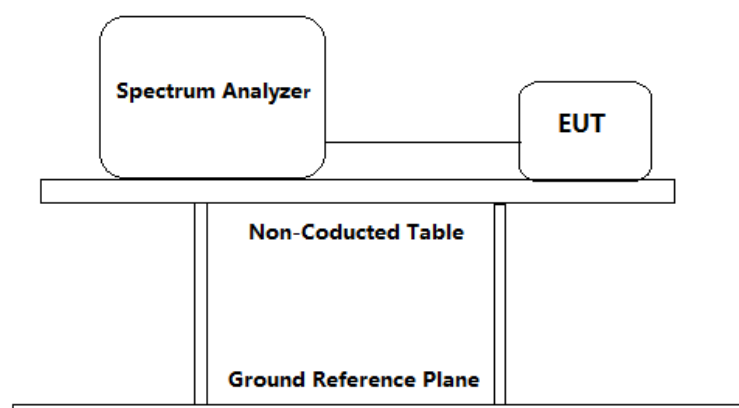 Spectrum Analyzer
EUT
Non-Coducted Table
Ground Reference Plane